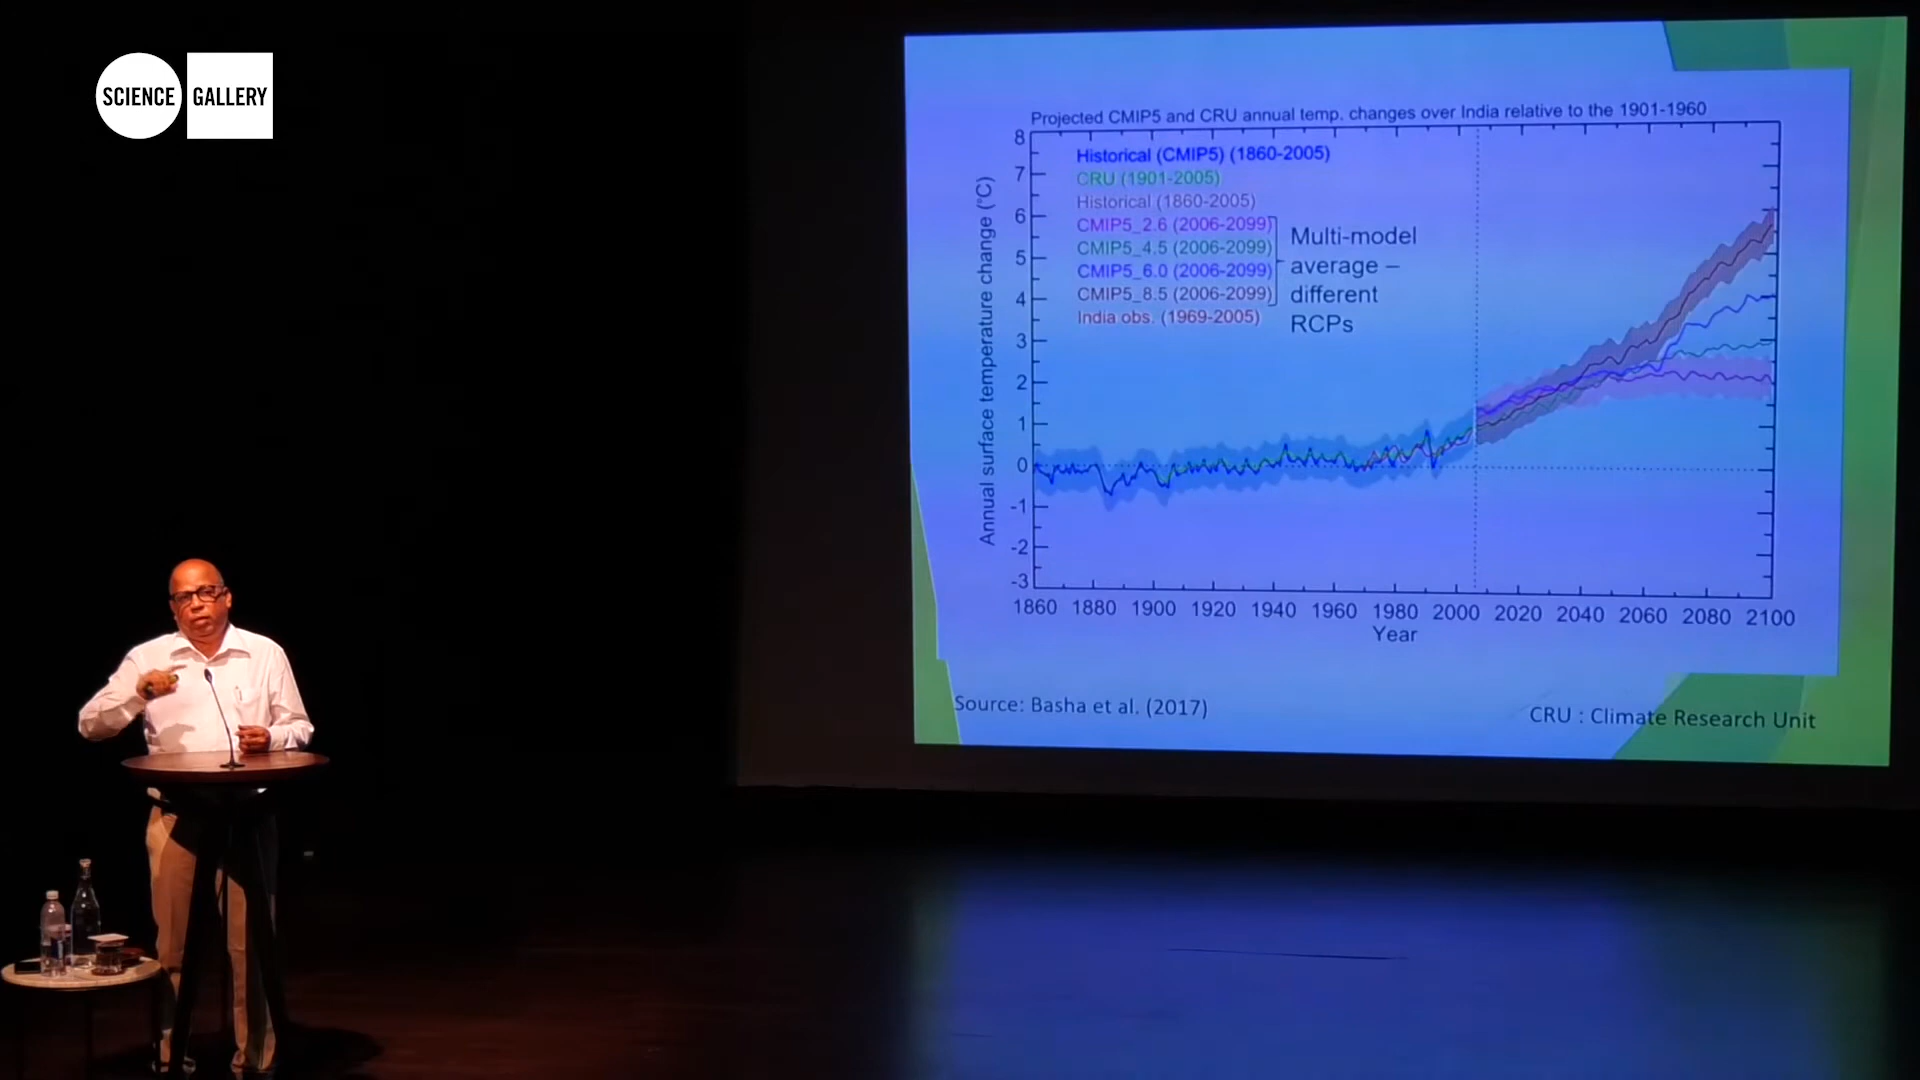 SCIENCE GALLERY
Projected CMIP5 and CRU annual temp. changes over India relative to the 1901-1960
Historical (CMIP5) (1860-2005)
CRU (1901-2005)
Historical (1860-2005)
CMIP5_2.6 (2006-2099)
CMIP5_4.5 (2006-2099)
CMIP5_6.0 (2006-2099)
CMIP5_8.5 (2006-2099)
India obs. (1969-2005)
Multi-model
average –
different
RCPs
Annual surface temperature change (°C)
8
7
6
5
4
3
2
1
0
-1
-2
-3
1860 1880 1900 1920 1940 1960 1980 2000 2020 2040 2060 2080 2100
Year
Source: Basha et al. (2017)
CRU : Climate Research Unit